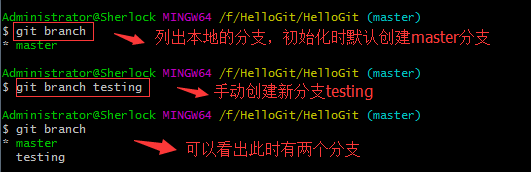 Administrator@Sherlock MINGW64 /f/HelloGit/HelloGit (master)
$ git branch
* master
列出本地的分支，初始化时默认创建master分支
Administrator@Sherlock MINGW64 /f/HelloGit/HelloGit (master)
$ git branch testing
手动创建新分支testing
Administrator@Sherlock MINGW64 /f/HelloGit/HelloGit (master)
$ git branch
* master
testing
可以看出此时有两个分支